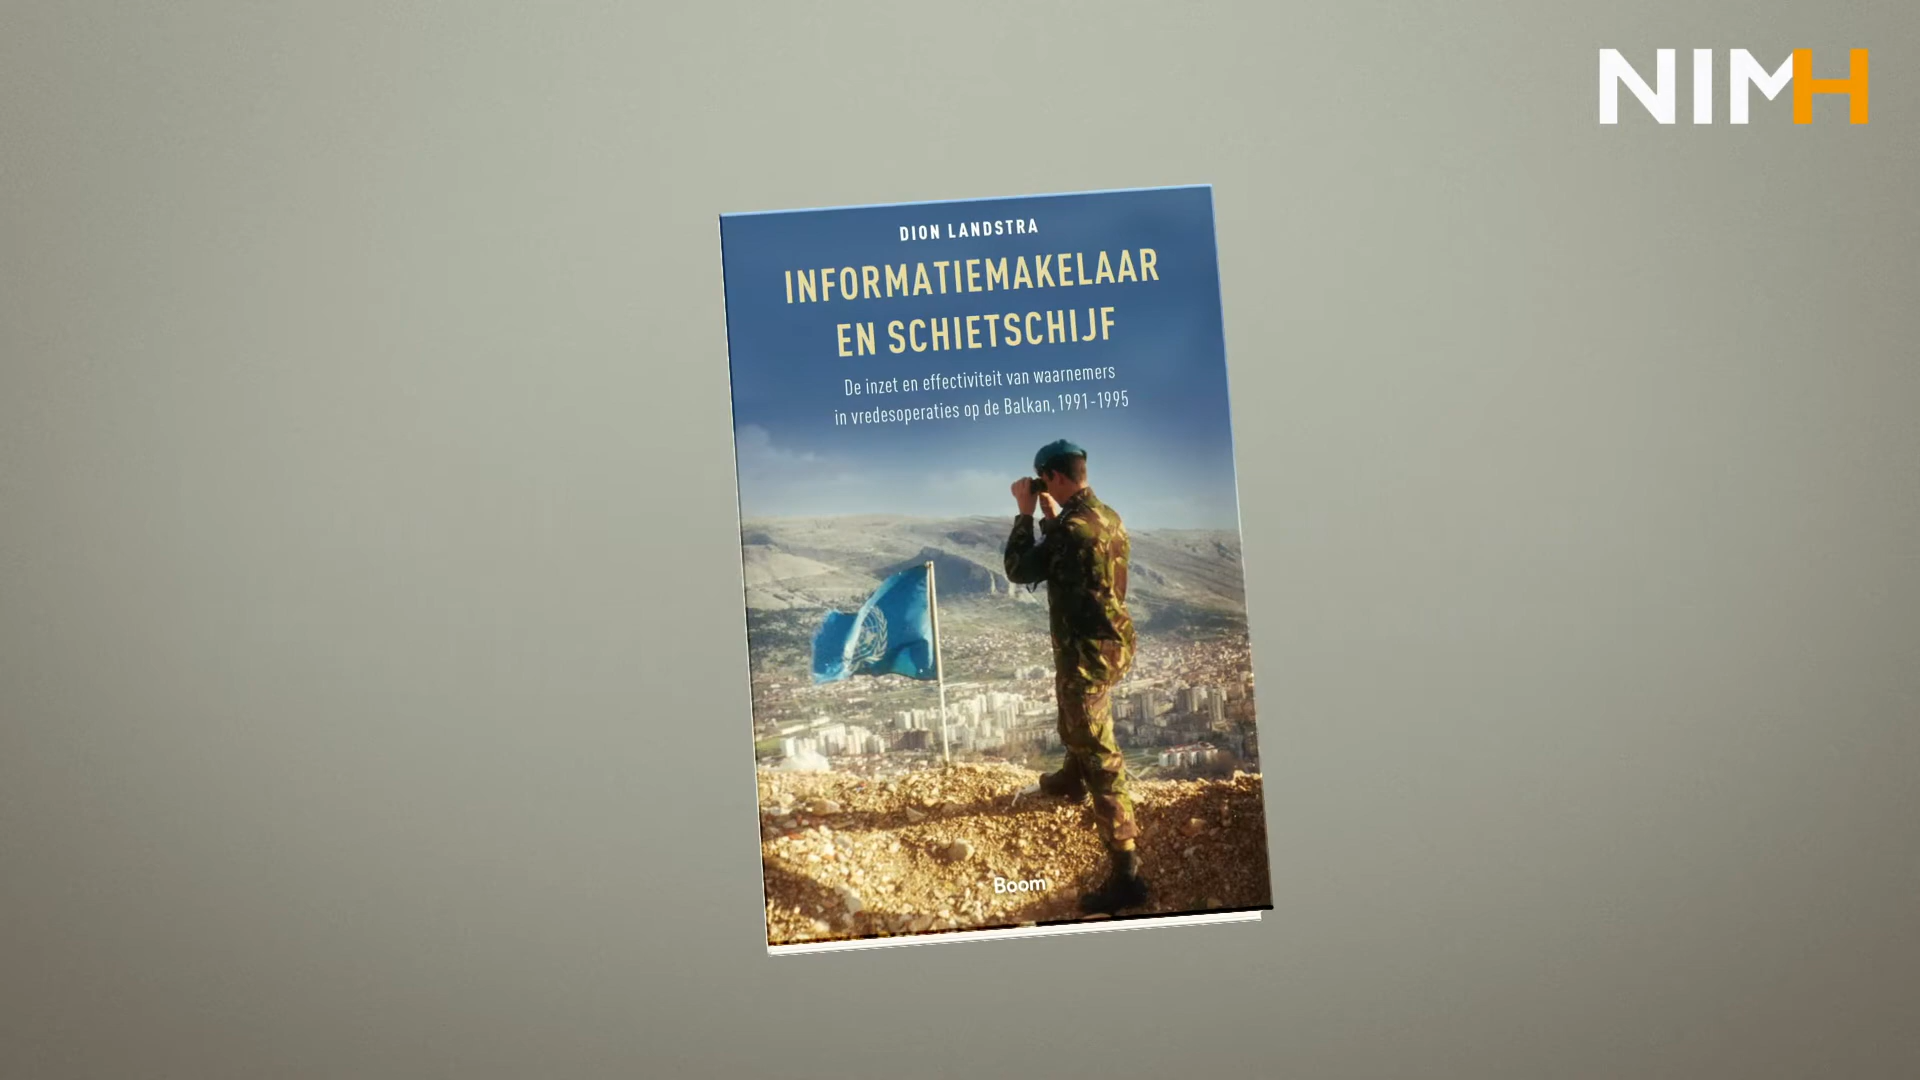 NIMH
DION LANDSTRA
INFORMATIEMAKELAAR
EN SCHIETSCHIJF
De inzet en effectiviteit van waarnemers
in vredesoperaties op de Balkan, 1991-1995
Boom